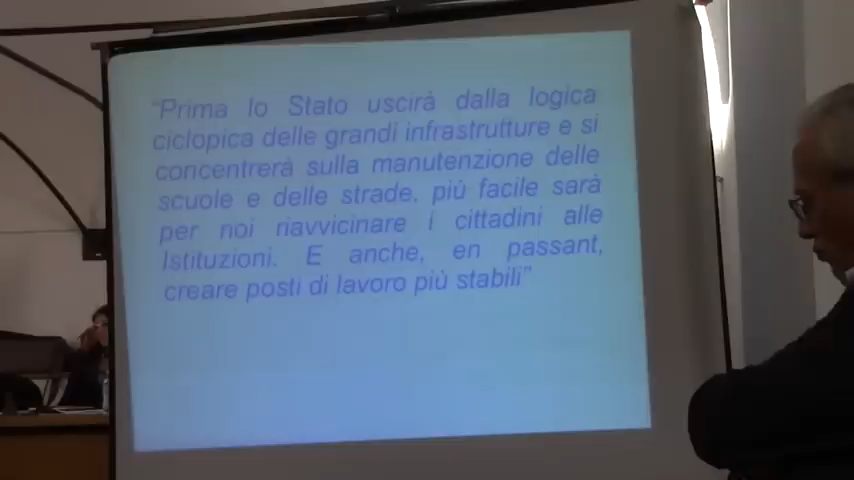 “Prima lo Stato uscirà dalla logica
ciclopica delle grandi infrastrutture e si
concentrerà sulla manutenzione delle
scuole e delle strade, più facile sarà
per noi riavvicinare i cittadini alle
Istituzioni. E anche, en passant,
creare posti di lavoro più stabili”